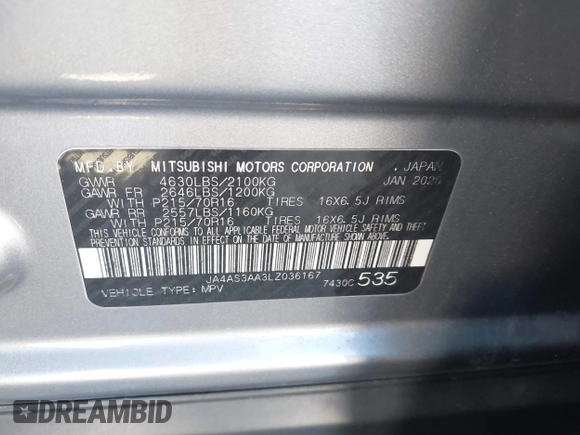 MFD.BY MITSUBISHI MOTORS CORPORATION . JAPAN
GVWR 4630LBS/2100KG JAN 2020
GAWR FR 2646LBS/1200KG
WITH P215/70R16 TIRES 16X6.5J RIMS
GAWR RR 2557LBS/1160KG
WITH P215/70R16 TIRES 16X6.5J RIMS
THIS VEHICLE CONFORMS TO ALL APPLICABLE FEDERAL MOTOR VEHICLE SAFETY, BUMPER, AND THEFT
PREVENTION STANDARDS IN EFFECT ON THE DATE OF MANUFACTURE SHOWN ABOVE.
JA4AS3AA3LZ036167
7430C 535
VEHICLE TYPE: MPV
DREAMBID